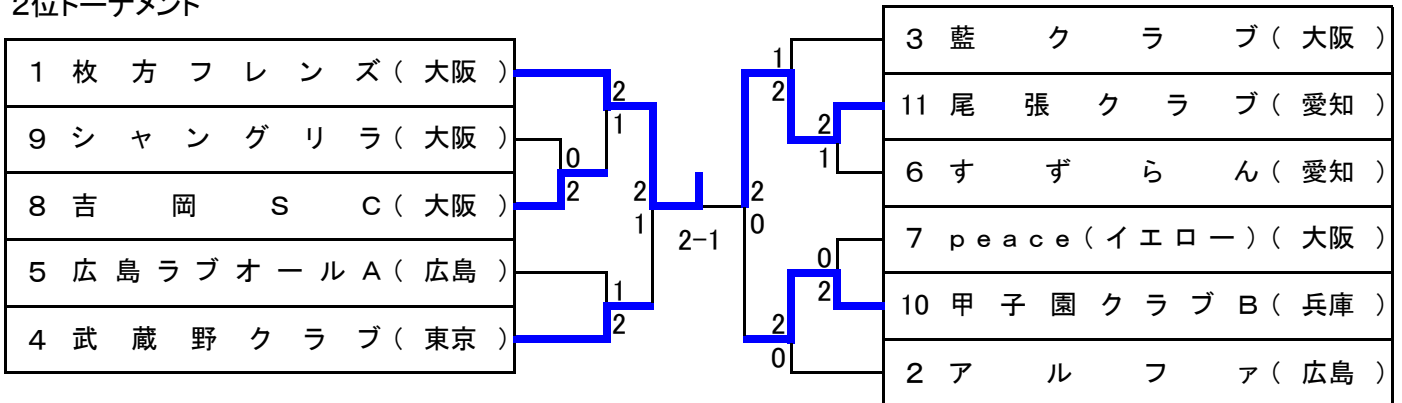 2位トーナメント
1 枚方フレンズ(大阪)
9 シャングリラ(大阪)
8 吉岡SC(大阪)
5 広島ラブオールA(広島)
4 武蔵野クラブ(東京)
2
1
0
2
1
2
2
1
2-1
2
0
1
2
2
1
0
2
2
0
3 藍クラブ(大阪)
11 尾張クラブ(愛知)
6 すずらん(愛知)
7 peace(イエロー)(大阪)
10 甲子園クラブB(兵庫)
2 アルファ(広島)